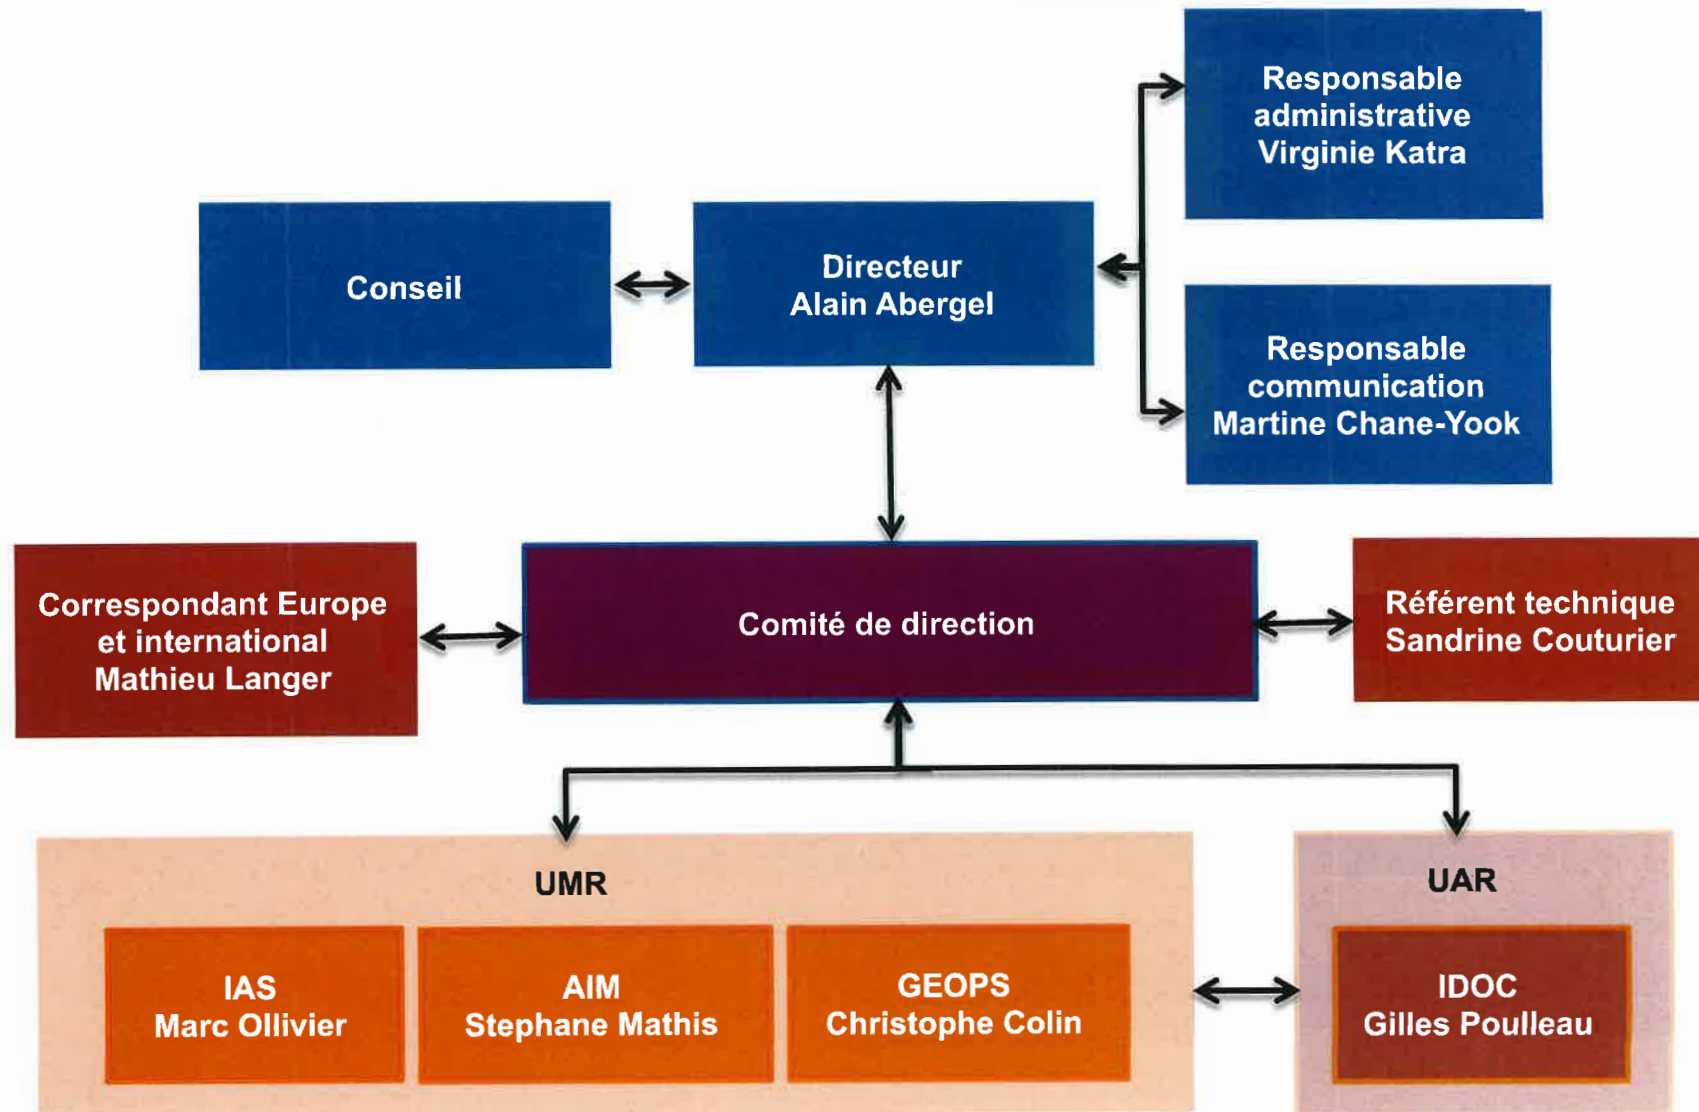 Responsable
administrative
Virginie Katra
Conseil
Directeur
Alain Abergel
Responsable
communication
Martine Chane-Yook
Correspondant Europe
et international
Mathieu Langer
Comité de direction
Référent technique
Sandrine Couturier
UMR
IAS
Marc Ollivier
AIM
Stephane Mathis
GEOPS
Christophe Colin
UAR
IDOC
Gilles Poulleau